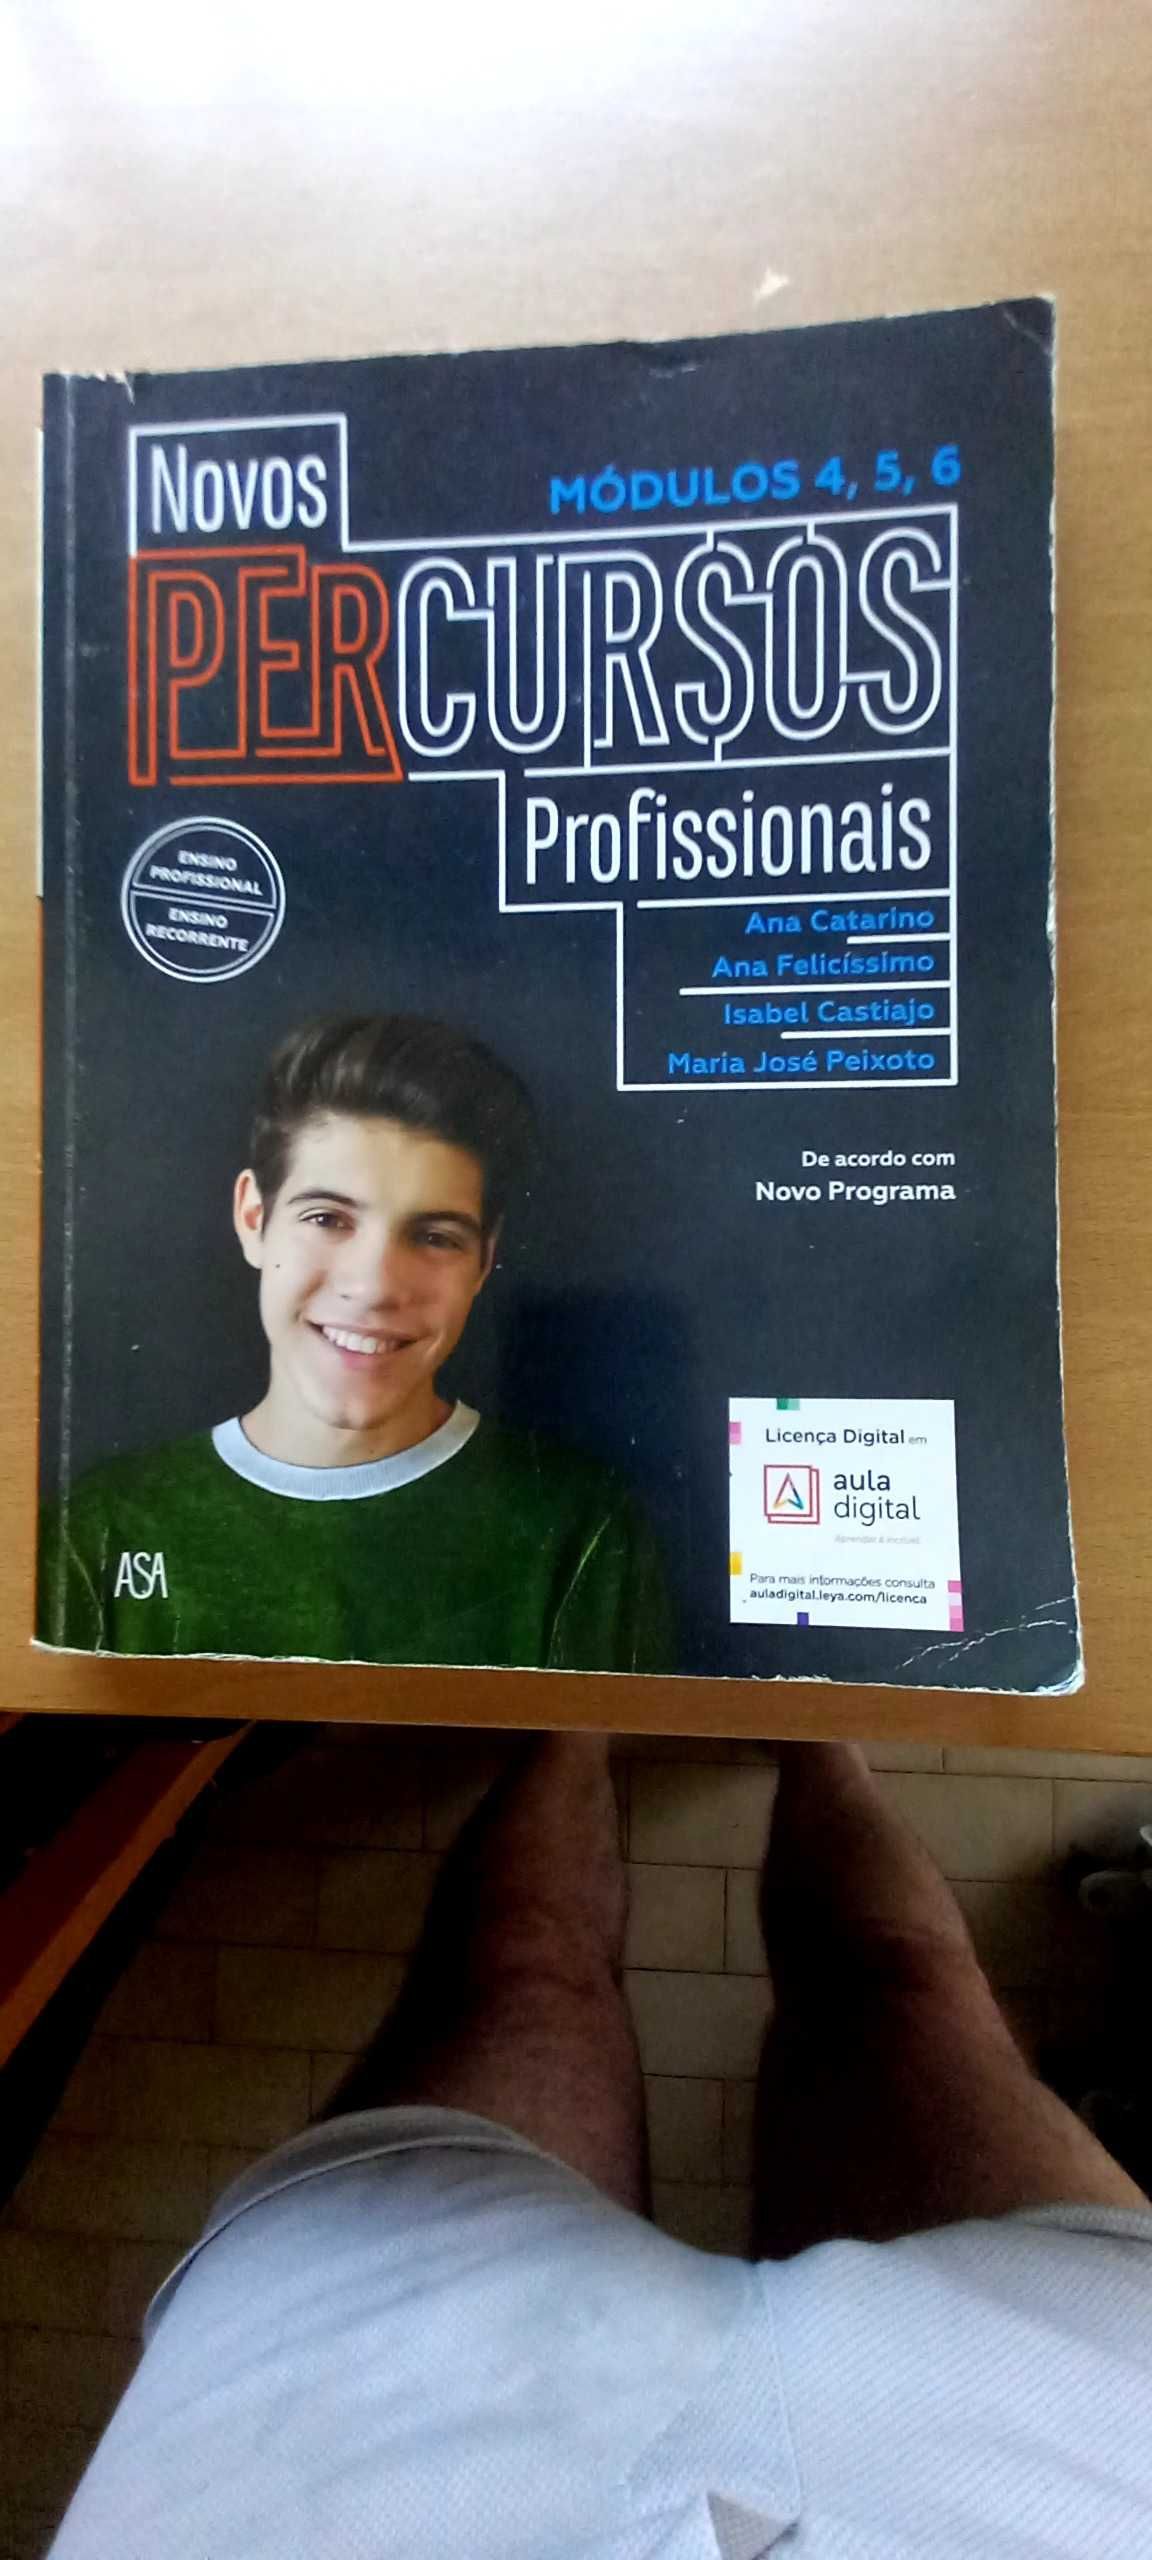 Novos
MÓDULOS 4, 5, 6
PERCURSOS
Profissionais
ENSINO
PROFISSIONAL
ENSINO
RECORRENTE
Ana Catarino
Ana Felicíssimo
Isabel Castiajo
Maria José Peixoto
De acordo com
Novo Programa
Licença Digital em
aula
digital
Aprender é incrível
Para mais informações consulta
auladigital.leya.com/licenca
ASA